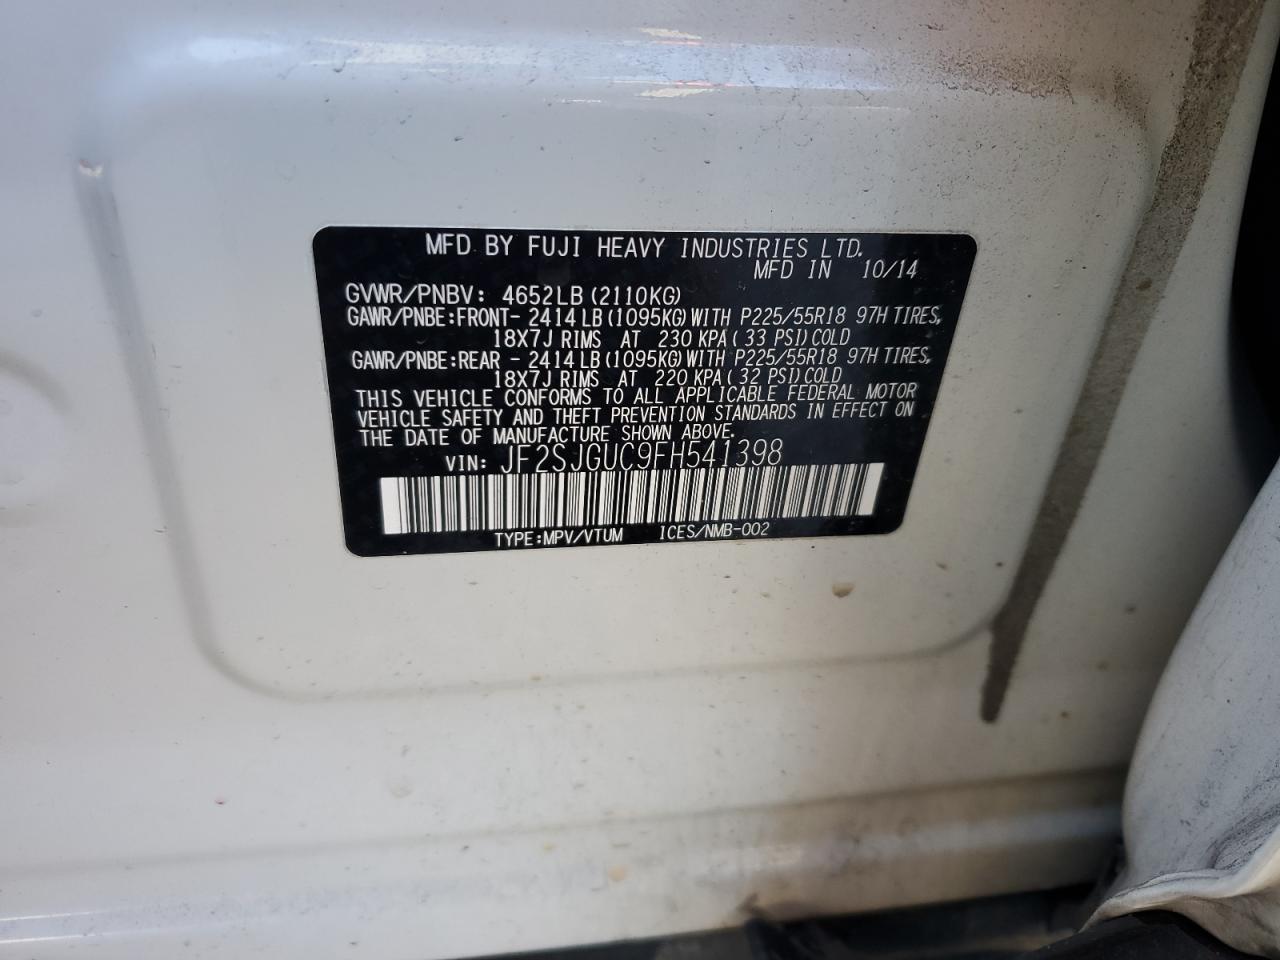 MFD BY FUJI HEAVY INDUSTRIES LTD.
MFD IN 10/14
GVWR/PNBV: 4652LB (2110KG)
GAWR/PNBE:FRONT- 2414LB (1095KG) WITH P225/55R18 97H TIRES,
18X7J RIMS AT 230 KPA (33 PSI) COLD
GAWR/PNBE:REAR - 2414LB (1095KG) WITH P225/55R18 97H TIRES,
18X7J RIMS AT 220 KPA (32 PSI) COLD
THIS VEHICLE CONFORMS TO ALL APPLICABLE FEDERAL MOTOR
VEHICLE SAFETY AND THEFT PREVENTION STANDARDS IN EFFECT ON
THE DATE OF MANUFACTURE SHOWN ABOVE.
VIN: JF2SJGUC9FH541398
TYPE:MPV/VTUM ICES/NMB-002